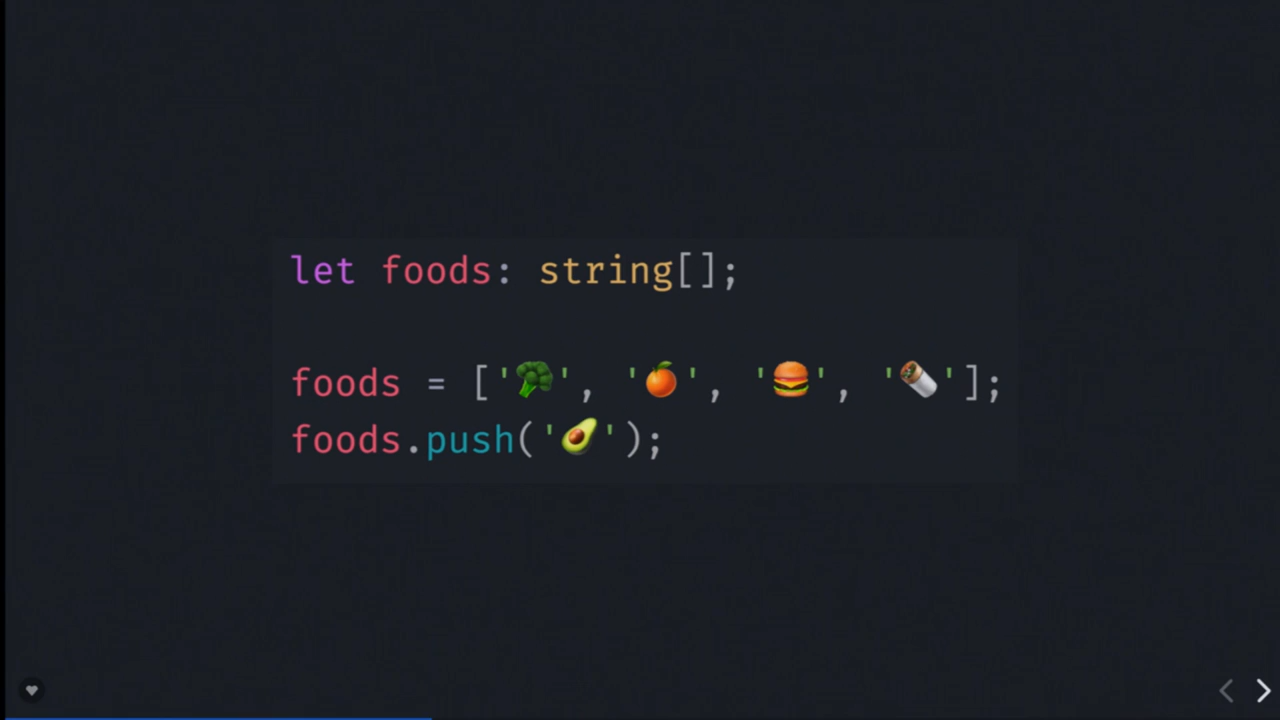 let foods: string[];
foods = ['🥦', '🍊', '🍔', '🌯'];
foods.push('🥑');